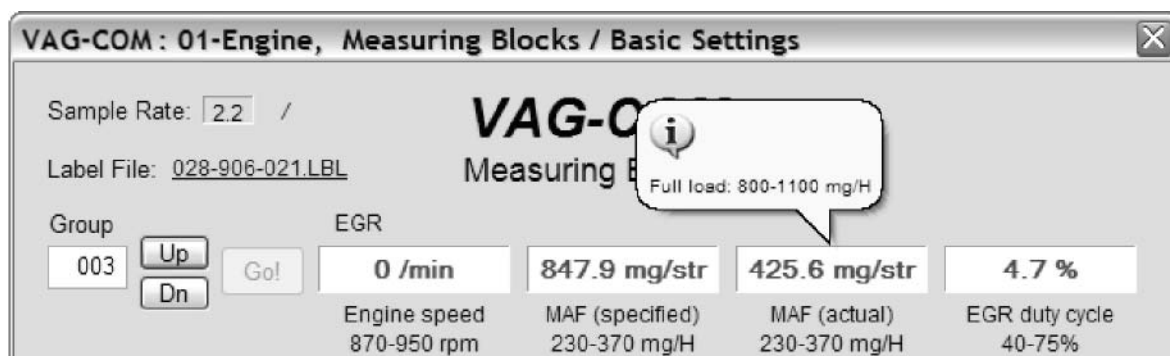 VAG-COM : 01-Engine, Measuring Blocks / Basic Settings
Sample Rate: 2.2 /
VAG-C
Label File: 028-906-021.LBL
Measuring
Full load: 800-1100 mg/H
Group
EGR
003
Up
Dn
Go!
0 /min
847.9 mg/str
425.6 mg/str
4.7 %
Engine speed
870-950 rpm
MAF (specified)
230-370 mg/H
MAF (actual)
230-370 mg/H
EGR duty cycle
40-75%